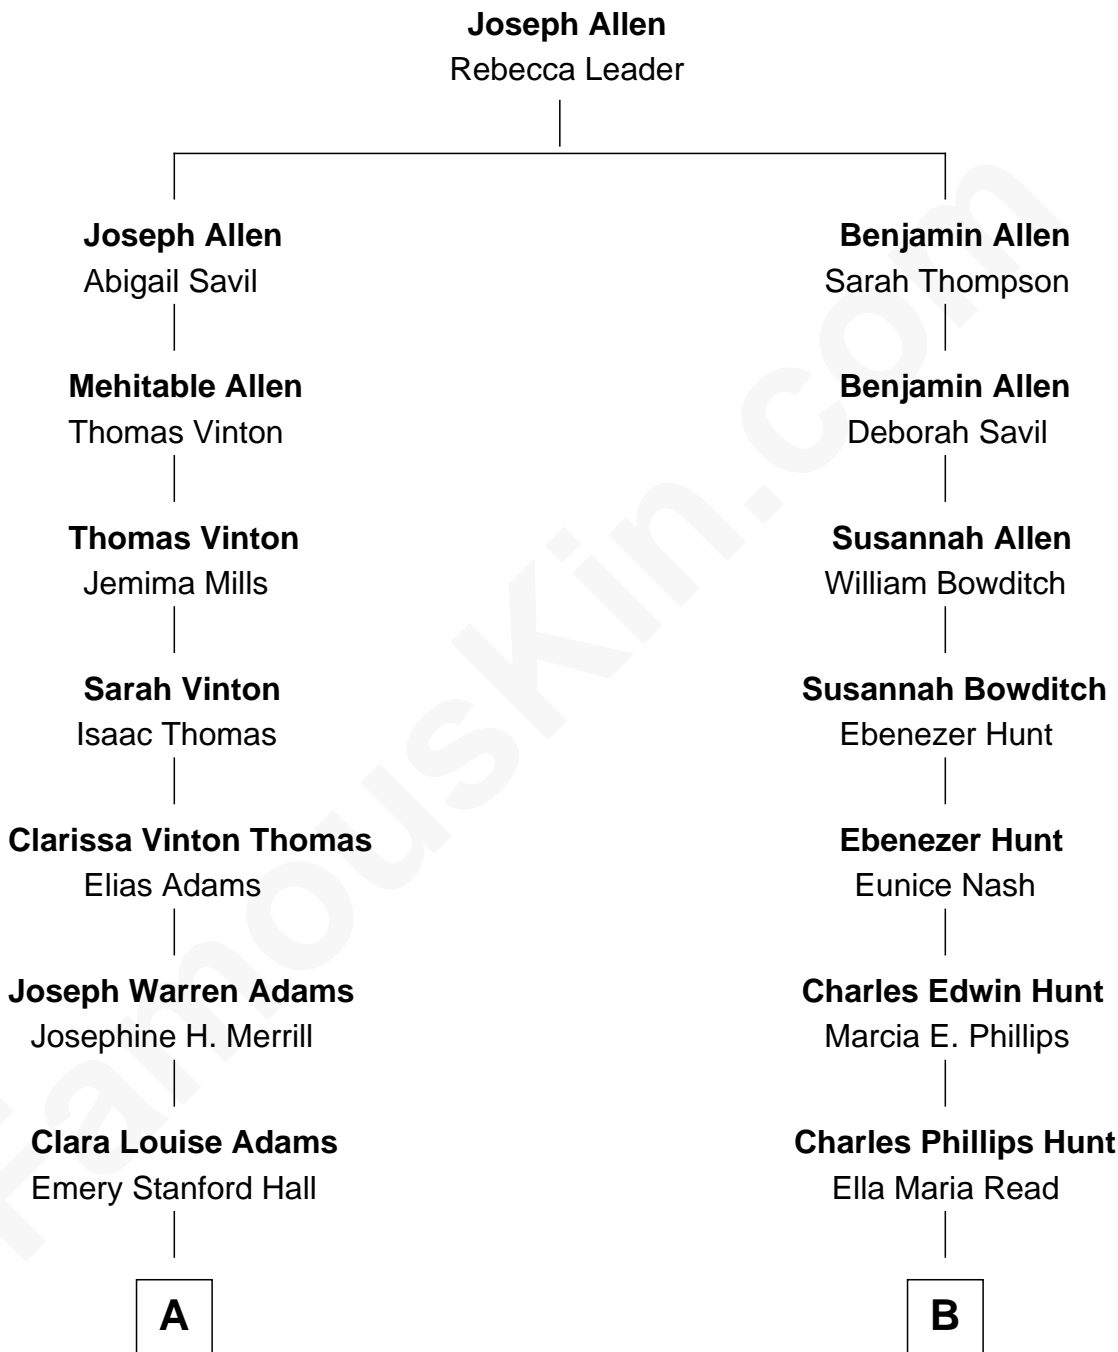 Joseph Allen
Rebecca Leader
Joseph Allen
Abigail Savil
Benjamin Allen
Sarah Thompson
Mehitable Allen
Thomas Vinton
Benjamin Allen
Deborah Savil
Thomas Vinton
Jemima Mills
Susannah Allen
William Bowditch
Sarah Vinton
Isaac Thomas
Susannah Bowditch
Ebenezer Hunt
Clarissa Vinton Thomas
Elias Adams
Ebenezer Hunt
Eunice Nash
Joseph Warren Adams
Josephine H. Merrill
Charles Edwin Hunt
Marcia E. Phillips
Clara Louise Adams
Emery Stanford Hall
Charles Phillips Hunt
Ella Maria Read
A
B
FamousKin.com